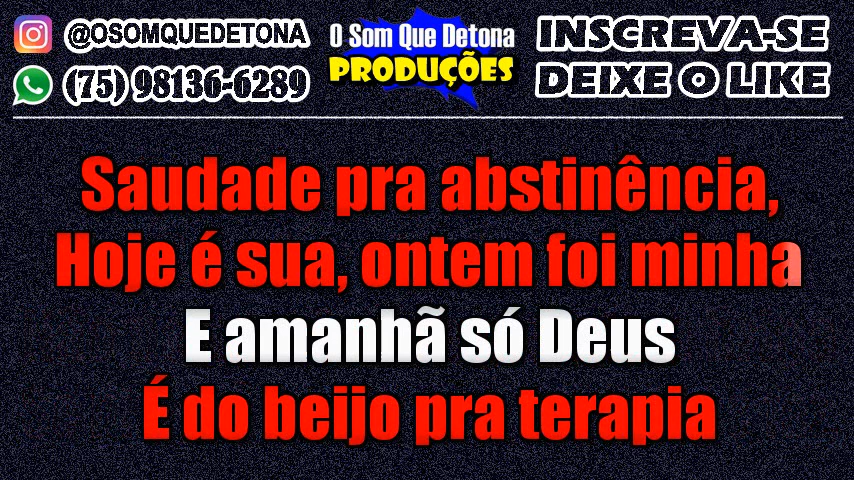 @OSOMQUEDETONA
(75) 98136-6289
O Som Que Detona
PRODUÇÕES
INSCREVA-SE
DEIXE O LIKE
Saudade pra abstinência,
Hoje é sua, ontem foi minha
E amanhã só Deus
É do beijo pra terapia